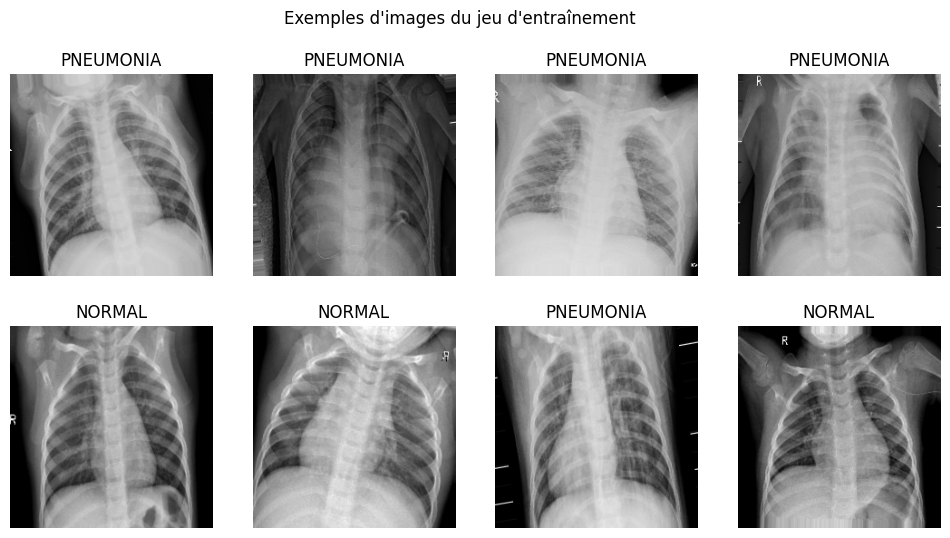 Exemples d'images du jeu d'entraînement
PNEUMONIA PNEUMONIA PNEUMONIA PNEUMONIA
R R
NORMAL NORMAL PNEUMONIA NORMAL
R R R